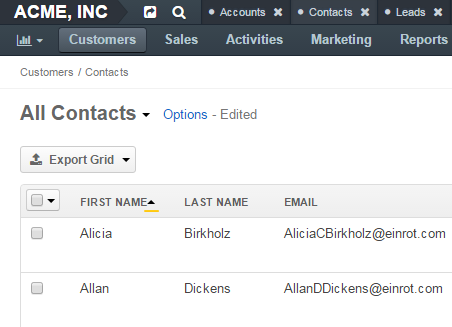 ACME, INC Accounts Contacts Leads
Customers Sales Activities Marketing Reports
Customers / Contacts
All Contacts Options - Edited
Export Grid
FIRST NAME LAST NAME EMAIL
Alicia Birkholz AliciaCBirkholz@einrot.com
Allan Dickens AllanDDickens@einrot.com